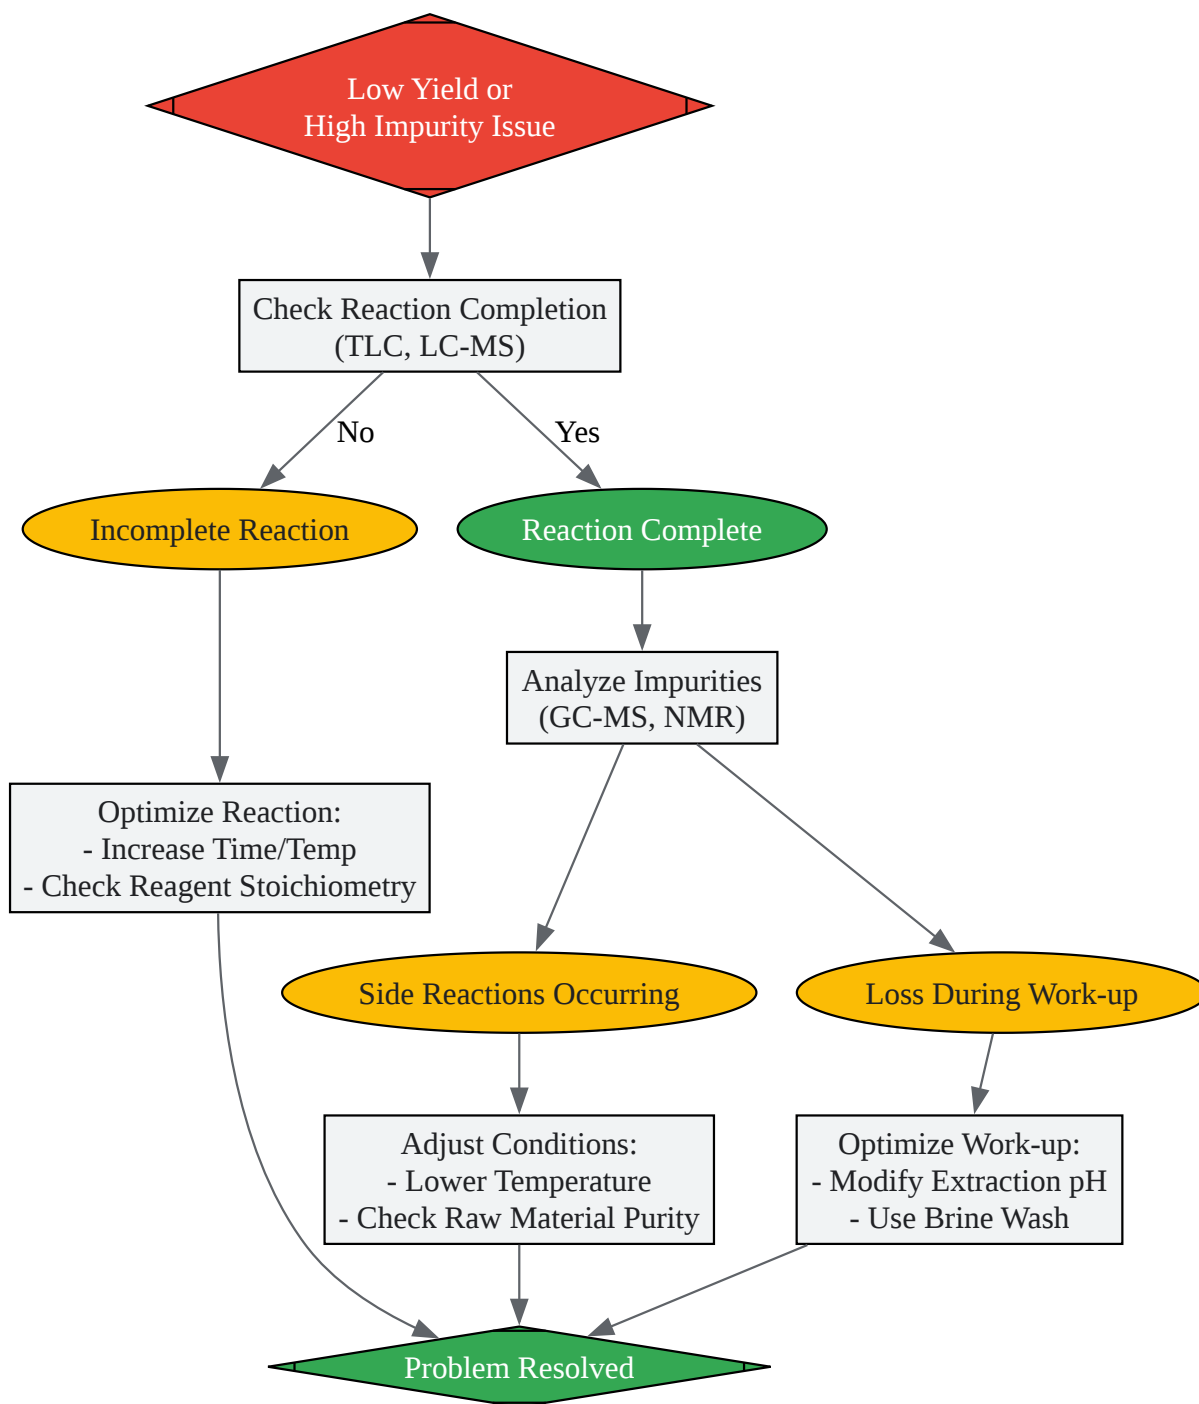 Low Yield or
High Impurity Issue
Check Reaction Completion
(TLC, LC-MS)
No
Yes
Incomplete Reaction
Reaction Complete
Analyze Impurities
(GC-MS, NMR)
Optimize Reaction:
- Increase Time/Temp
- Check Reagent Stoichiometry
Side Reactions Occurring
Loss During Work-up
Adjust Conditions:
- Lower Temperature
- Check Raw Material Purity
Optimize Work-up:
- Modify Extraction pH
- Use Brine Wash
Problem Resolved